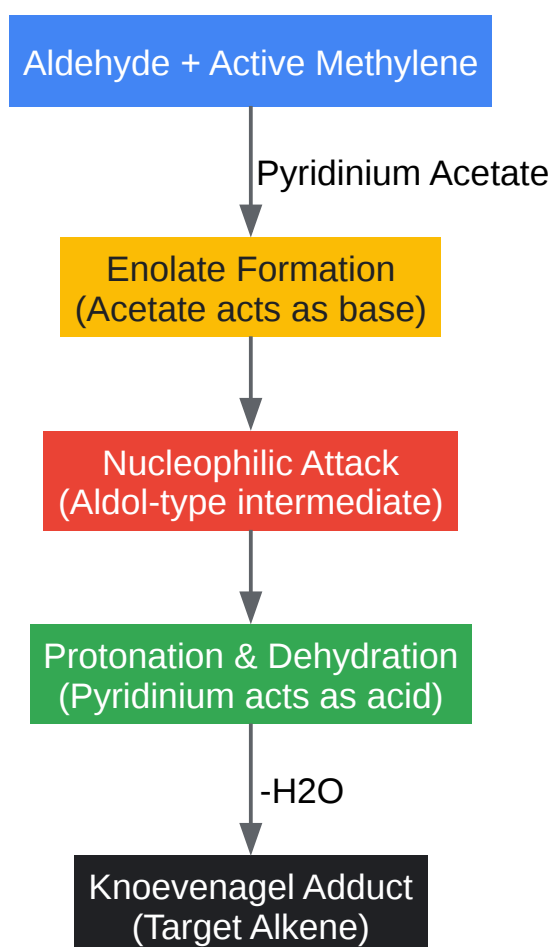 Aldehyde + Active Methylene
Pyridinium Acetate
Enolate Formation
(Acetate acts as base)
Nucleophilic Attack
(Aldol-type intermediate)
Protonation & Dehydration
(Pyridinium acts as acid)
-H2O
Knoevenagel Adduct
(Target Alkene)